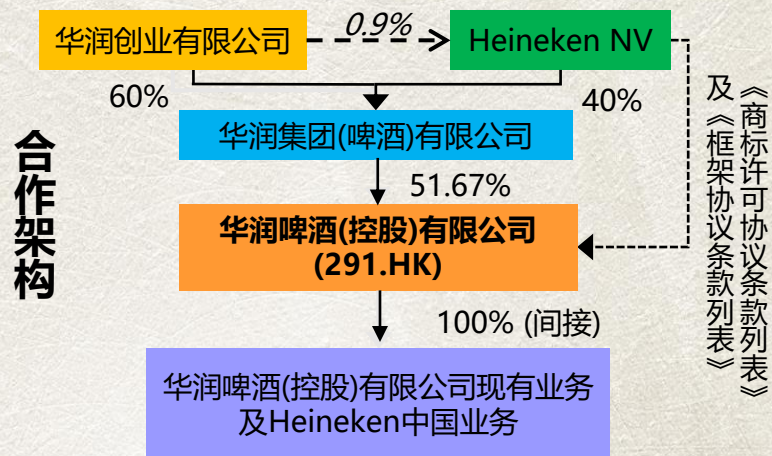 华润创业有限公司
0.9%
Heineken NV
60%
40%
华润集团(啤酒)有限公司
51.67%
华润啤酒(控股)有限公司
(291.HK)
100% (间接)
华润啤酒(控股)有限公司现有业务
及Heineken中国业务
合作架构
《商标许可协议条款列表》
及《框架协议条款列表》